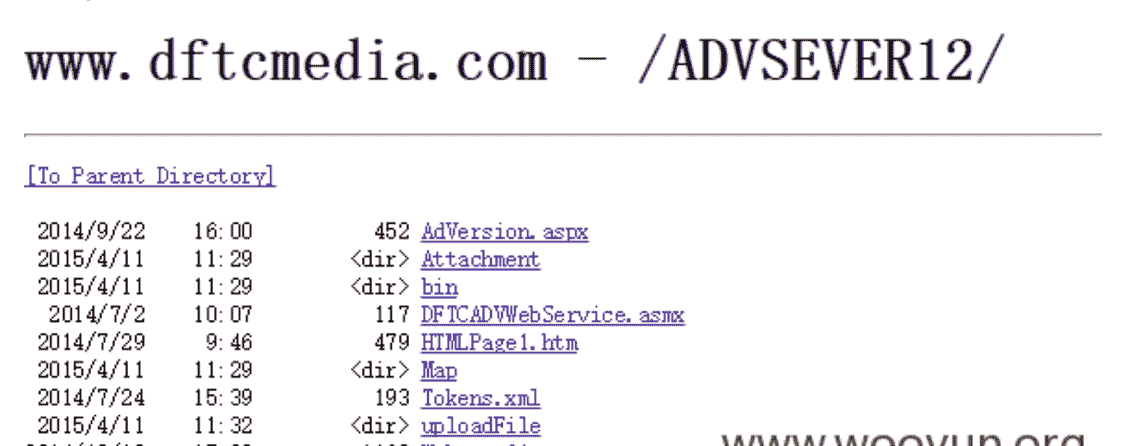 www.dftcmedia.com - /ADVSEVER12/
[To Parent Directory]
2014/9/22 16:00 452 AdVersion.aspx
2015/4/11 11:29 <dir> Attachment
2015/4/11 11:29 <dir> bin
2014/7/2 10:07 117 DFTCADVWebService.asmx
2014/7/29 9:46 479 HTMLPage1.htm
2015/4/11 11:29 <dir> Map
2014/7/24 15:39 193 Tokens.xml
2015/4/11 11:32 <dir> uploadFile
www.wooyun.org